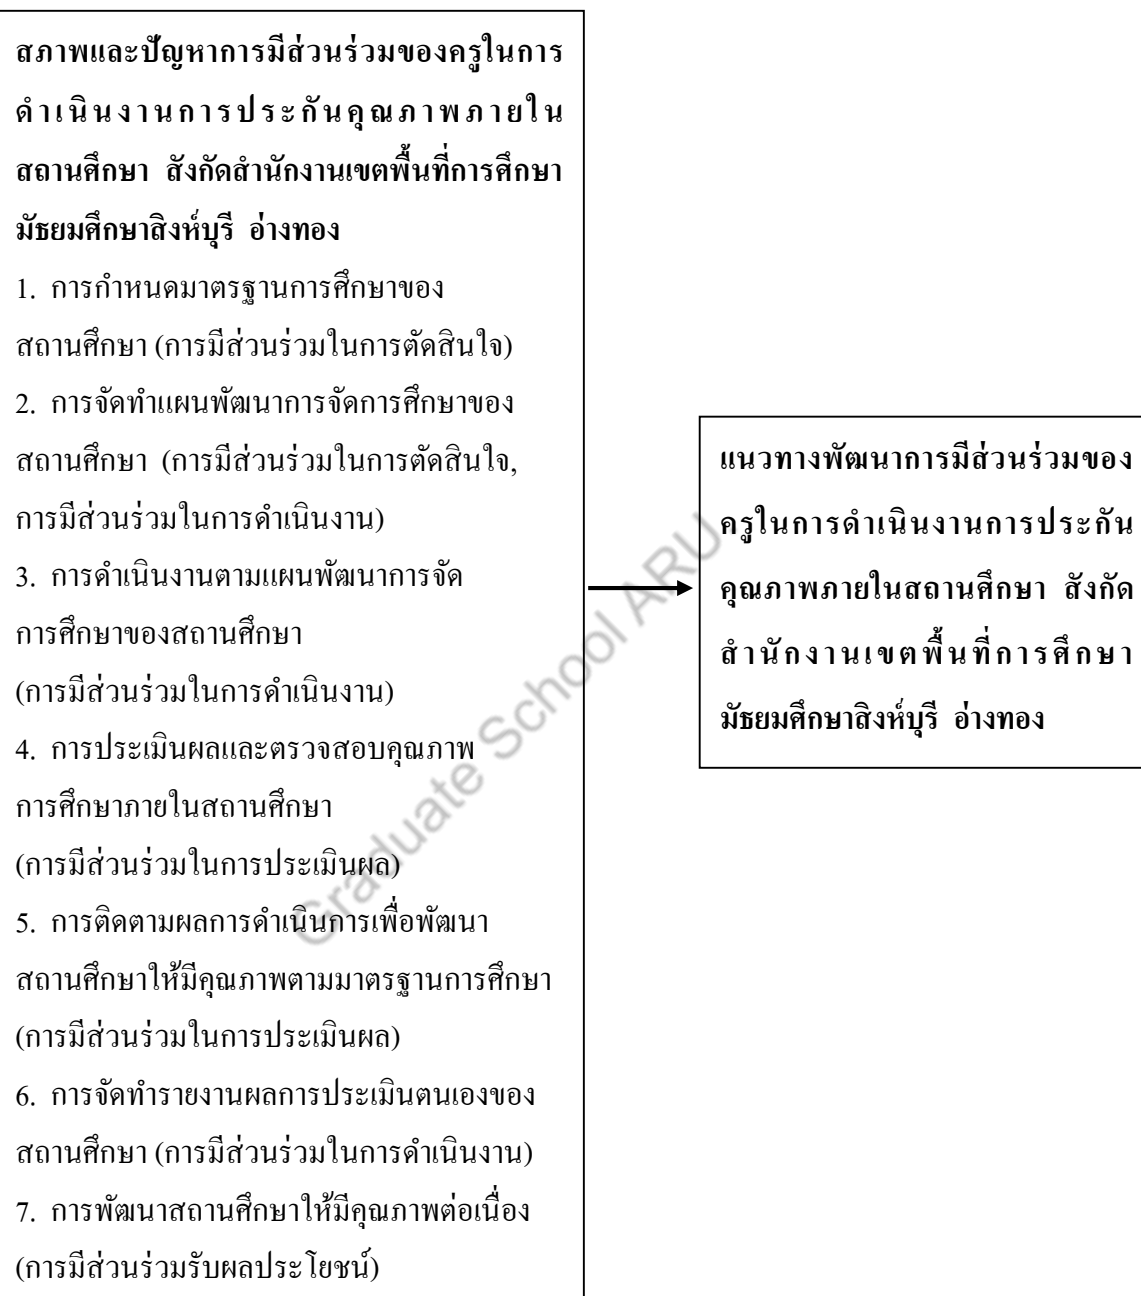 สภาพและปัญหาการมีส่วนร่วมของครูในการ
ดำเนินงานการประกันคุณภาพภายใน
สถานศึกษา สังกัดสำนักงานเขตพื้นที่การศึกษา
มัธยมศึกษาสิงห์บุรี อ่างทอง
1. การกำหนดมาตรฐานการศึกษาของ
สถานศึกษา (การมีส่วนร่วมในการตัดสินใจ)
2. การจัดทำแผนพัฒนาการจัดการศึกษาของ
สถานศึกษา (การมีส่วนร่วมในการตัดสินใจ,
การมีส่วนร่วมในการดำเนินงาน)
3. การดำเนินงานตามแผนพัฒนาการจัด
การศึกษาของสถานศึกษา
(การมีส่วนร่วมในการดำเนินงาน)
4. การประเมินผลและตรวจสอบคุณภาพ
การศึกษาภายในสถานศึกษา
(การมีส่วนร่วมในการประเมินผล)
5. การติดตามผลการดำเนินการเพื่อพัฒนา
สถานศึกษาให้มีคุณภาพตามมาตรฐานการศึกษา
(การมีส่วนร่วมในการประเมินผล)
6. การจัดทำรายงานผลการประเมินตนเองของ
สถานศึกษา (การมีส่วนร่วมในการดำเนินงาน)
7. การพัฒนาสถานศึกษาให้มีคุณภาพต่อเนื่อง
(การมีส่วนร่วมรับผลประโยชน์)
แนวทางพัฒนาการมีส่วนร่วมของ
ครูในการดำเนินงานการประกัน
คุณภาพภายในสถานศึกษา สังกัด
สำนักงานเขตพื้นที่การศึกษา
มัธยมศึกษาสิงห์บุรี อ่างทอง
Graduate School ARU